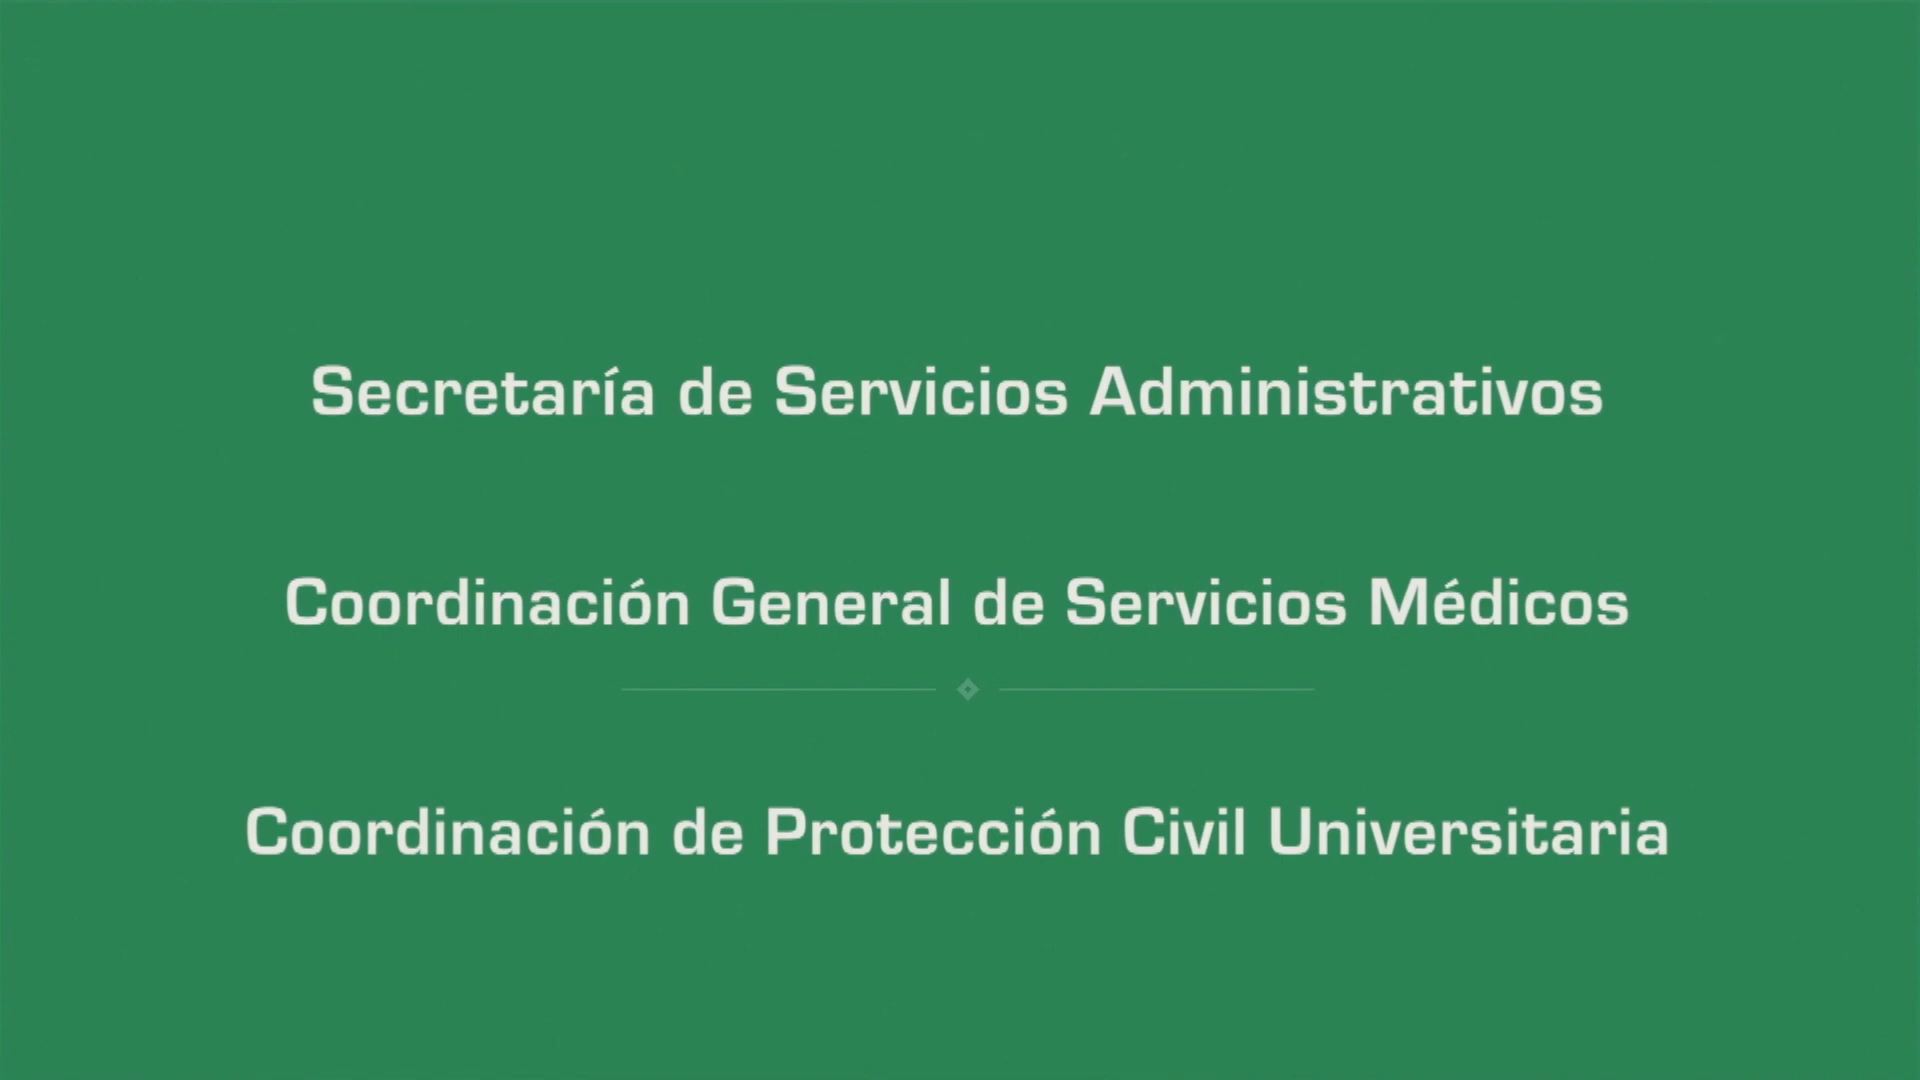 Secretaría de Servicios Administrativos
Coordinación General de Servicios Médicos
Coordinación de Protección Civil Universitaria